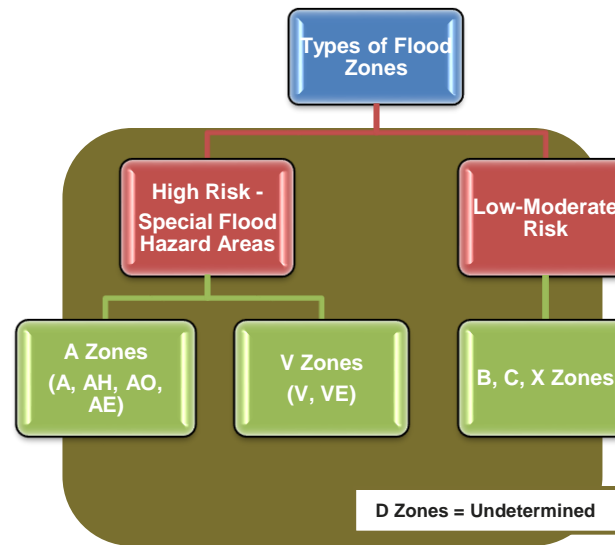 Types of Flood
Zones
High Risk -
Special Flood
Hazard Areas
Low-Moderate
Risk
A Zones
(A, AH, AO,
AE)
V Zones
(V, VE)
B, C, X Zones
D Zones = Undetermined